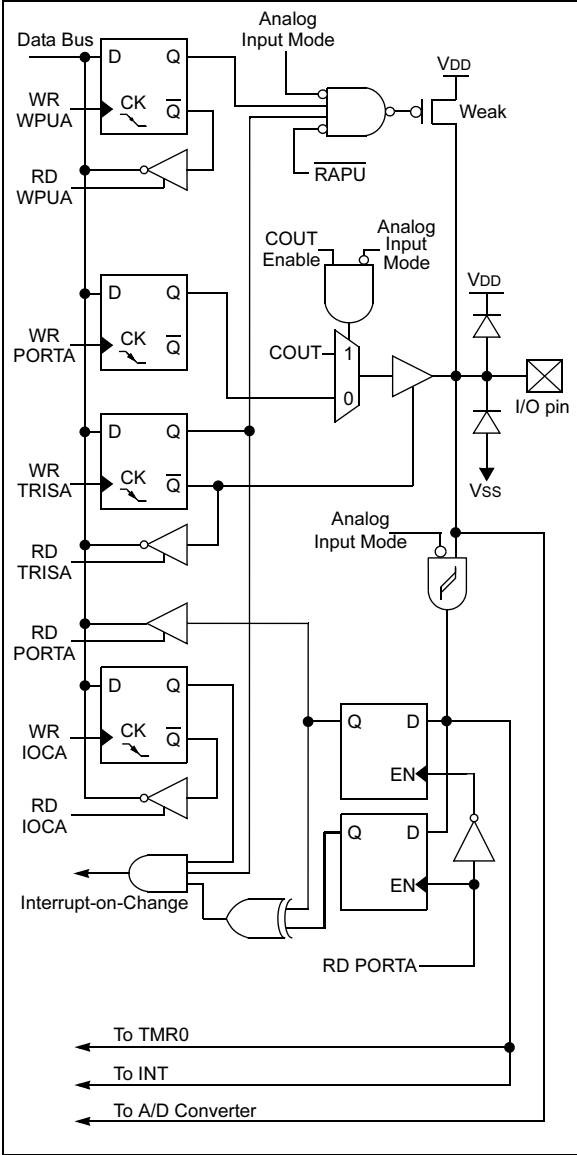 Analog
Input Mode
Data Bus
D Q
VDD
WR
WPUA
CK
Q
Weak
RD
WPUA
RAPU
COUT
Enable
Analog
Input
Mode
D Q
VDD
WR
PORTA
CK
Q
COUT
1
0
I/O pin
D Q
WR
TRISA
CK
Q
VSS
Analog
Input Mode
RD
TRISA
RD
PORTA
D Q
WR
IOCA
CK
Q
Q D
EN
RD
IOCA
Q D
EN
Interrupt-on-Change
RD PORTA
To TMR0
To INT
To A/D Converter